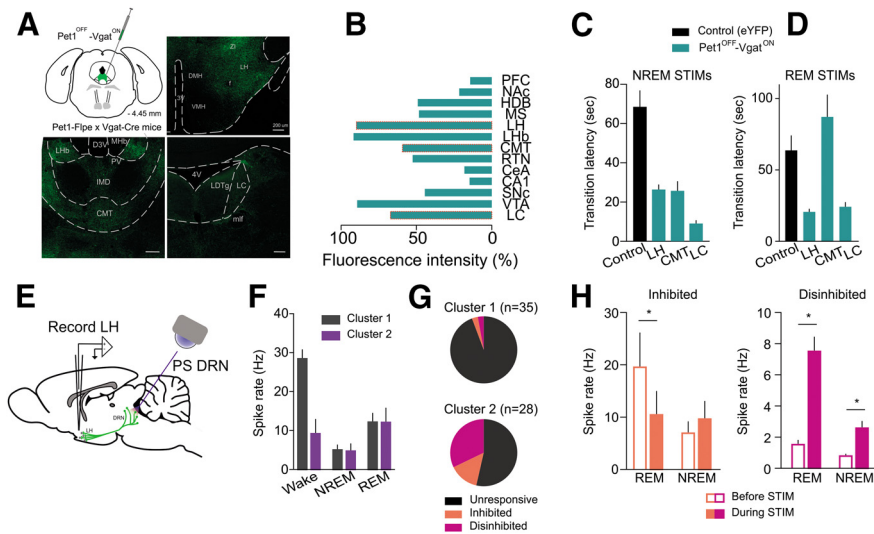 A
Pet1OFF-VgatON
- 4.45 mm
Pet1-Flpe x Vgat-Cre mice
ZI
LH
f
DMH
3V
VMH
200 um
LHb
MHb
D3V
PV
IMD
CMT
4V
LDTg
LC
mlf
B
PFC
NAc
HDB
MS
LH
LHb
CMT
RTN
CeA
CA1
SNc
VTA
LC
100
50
0
Fluorescence intensity (%)
C
D
Control (eYFP)
Pet1OFF-VgatON
NREM STIMs
Transition latency (sec)
80
60
40
20
0
Control
LH
CMT
LC
REM STIMs
Transition latency (sec)
100
50
0
Control
LH
CMT
LC
E
Record LH
PS DRN
DRN
LH
F
Cluster 1
Cluster 2
Spike rate (Hz)
40
30
20
10
0
Wake
NREM
REM
G
Cluster 1 (n=35)
Cluster 2 (n=28)
Unresponsive
Inhibited
Disinhibited
H
Inhibited
Spike rate (Hz)
30
20
10
0
*
REM
NREM
Disinhibited
Spike rate (Hz)
10
8
6
4
2
0
*
*
REM
NREM
Before STIM
During STIM